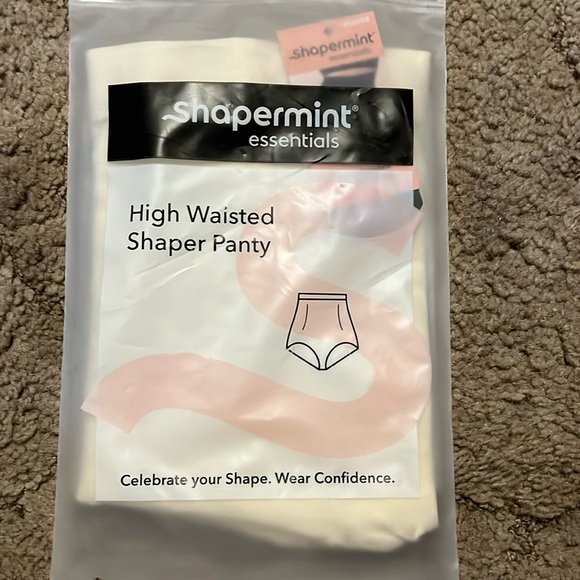 shapermint
essentials
shapermint®
essentials
High Waisted
Shaper Panty
Celebrate your Shape. Wear Confidence.